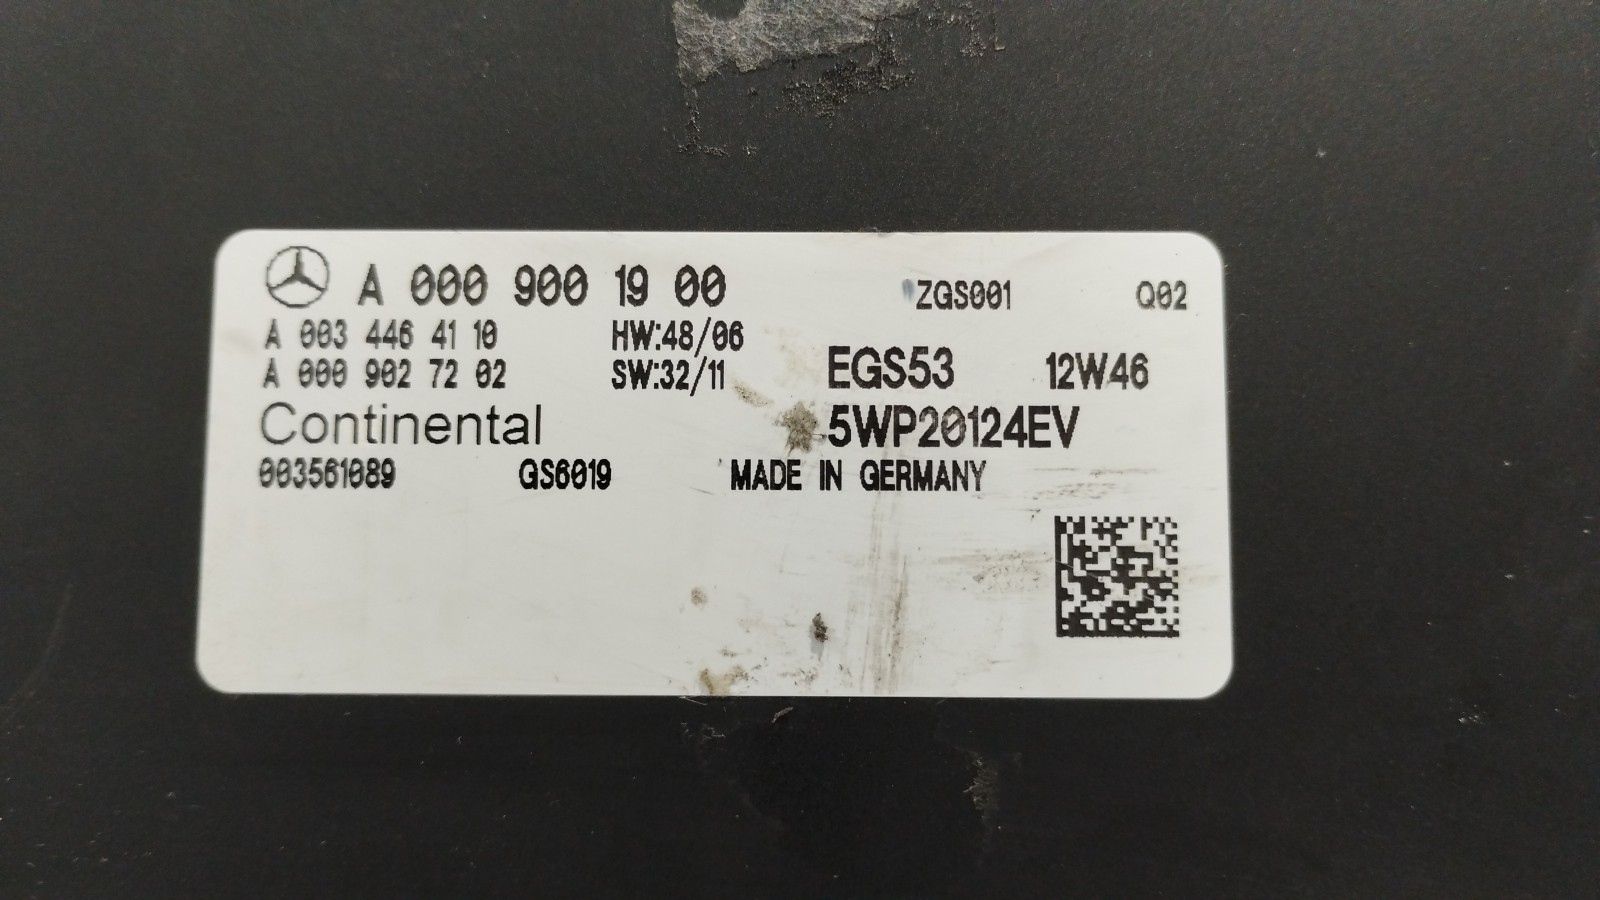 A 000 900 19 00 ZGS001 Q02
A 003 446 41 10 HW:48/06
A 000 902 72 02 SW:32/11 EGS53 12W46
Continental 5WP20124EV
003561089 GS6019 MADE IN GERMANY